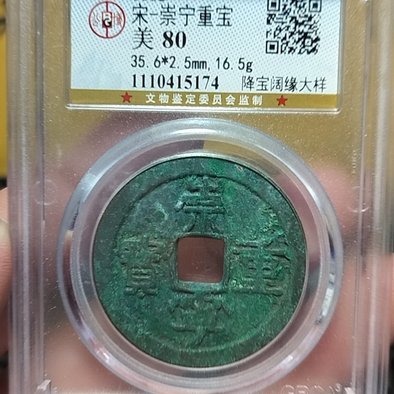 宋-崇宁重宝
美 80
35.6*2.5mm, 16.5g
1110415174 降宝阔缘大样
★ 文物鉴定委员会监制 ★
崇寧重寳